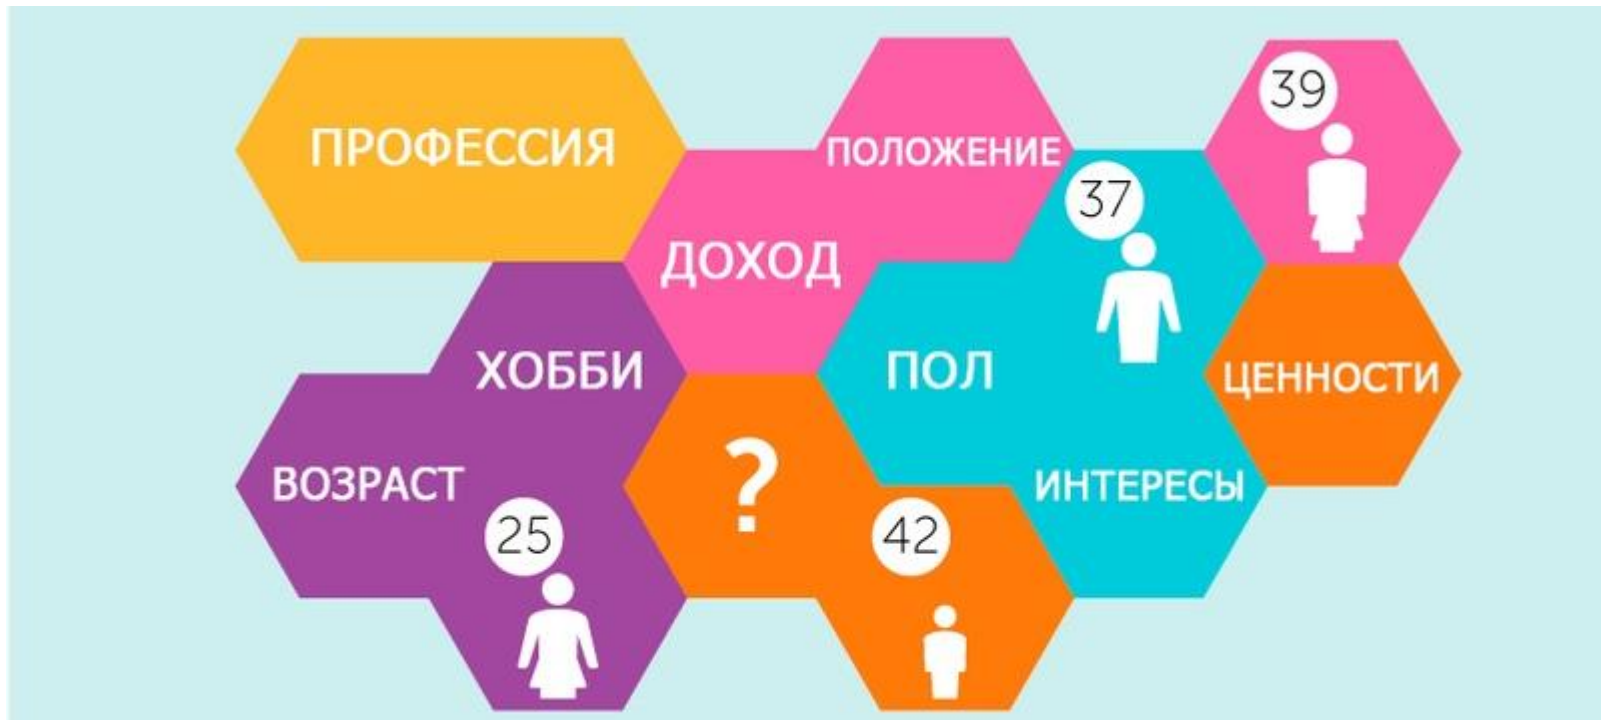 ПРОФЕССИЯ
ПОЛОЖЕНИЕ
39
37
ДОХОД
ХОББИ
ПОЛ
ЦЕННОСТИ
ВОЗРАСТ
?
ИНТЕРЕСЫ
25
42